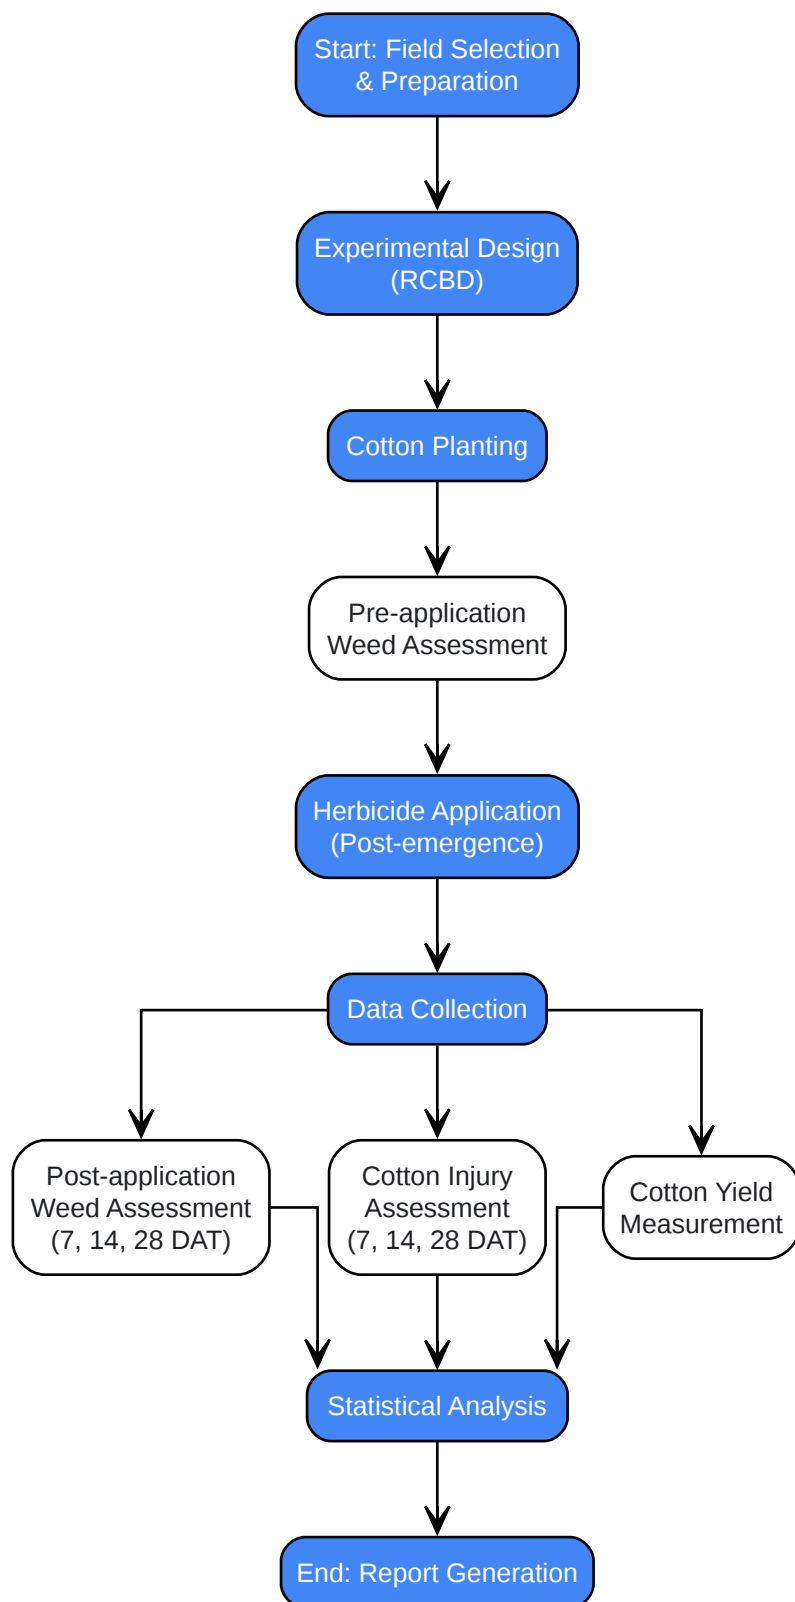 Start: Field Selection
& Preparation
Experimental Design
(RCBD)
Cotton Planting
Pre-application
Weed Assessment
Herbicide Application
(Post-emergence)
Data Collection
Post-application
Weed Assessment
(7, 14, 28 DAT)
Cotton Injury
Assessment
(7, 14, 28 DAT)
Cotton Yield
Measurement
Statistical Analysis
End: Report Generation